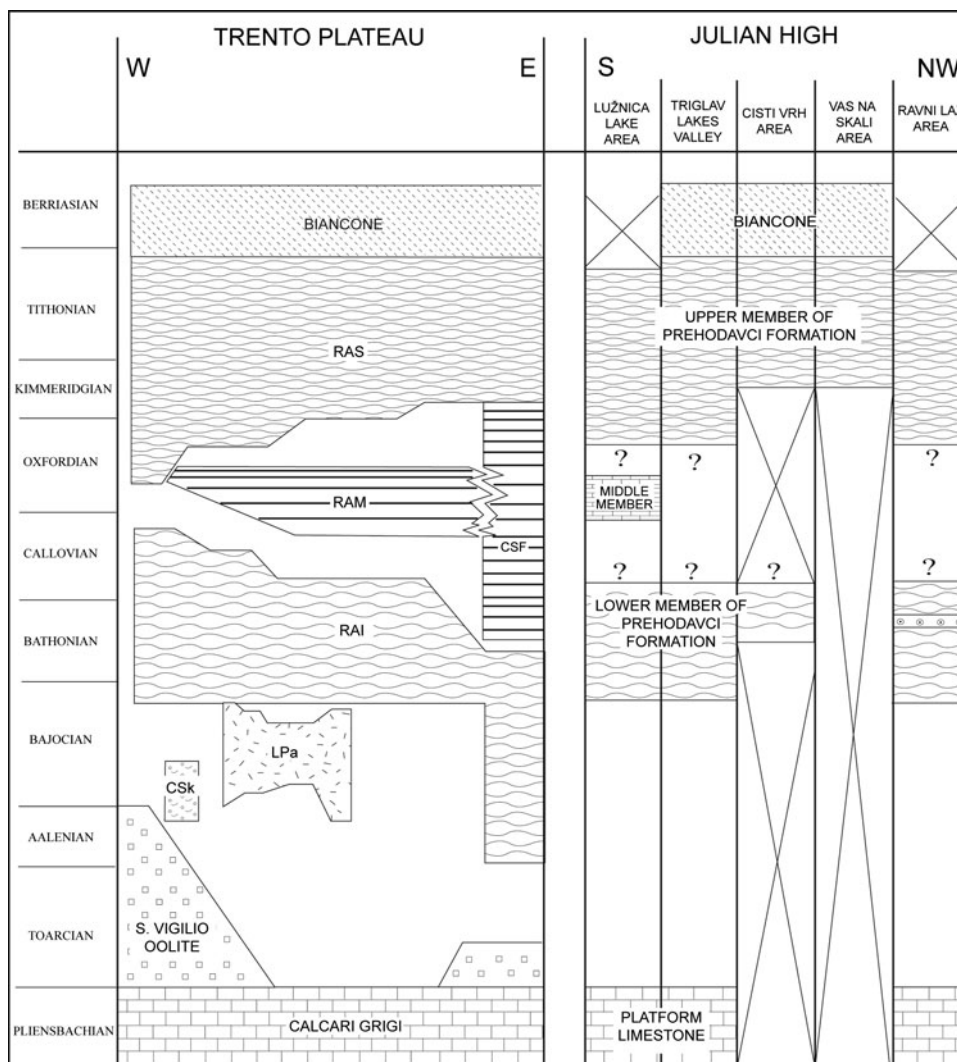 TRENTO PLATEAU
JULIAN HIGH
W
E
S
NW
LUŽNICA
LAKE
AREA
TRIGLAV
LAKES
VALLEY
CISTI VRH
AREA
VAS NA
SKALI
AREA
RAVNI
AREA
BERRIASIAN
BIANCONE
BIANCONE
TITHONIAN
RAS
UPPER MEMBER OF
PREHODAVCI FORMATION
KIMMERIDGIAN
OXFORDIAN
RAM
? ? ?
MIDDLE
MEMBER
CALLOVIAN
CSF
? ? ? ?
BATHONIAN
RAI
LOWER MEMBER OF
PREHODAVCI
FORMATION
BAJOCIAN
LPa
CSk
AALENIAN
TOARCIAN
S. VIGILIO
OOLITE
PLIENSBACHIAN
CALCARI GRIGI
PLATFORM
LIMESTONE